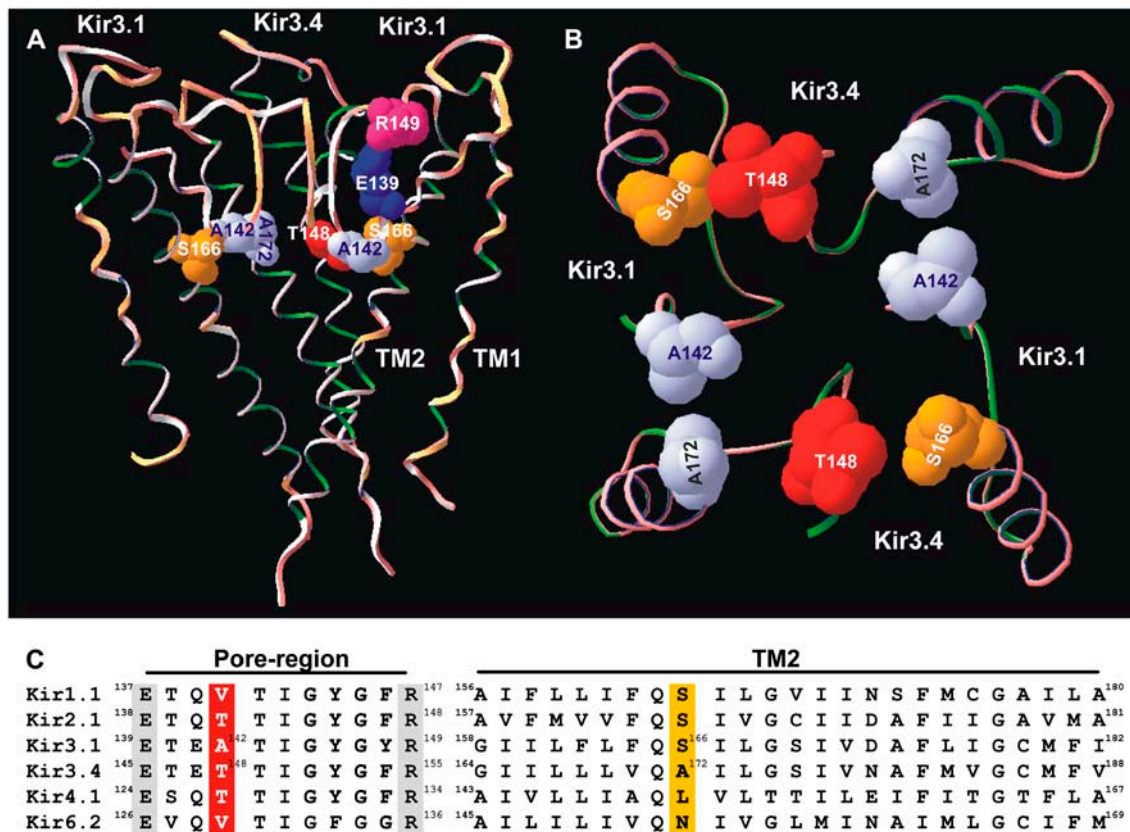 Kir3.1 Kir3.4 Kir3.1
A
R149
E139
A142 A172 T148 S166
S166 A142
TM2 TM1
B
Kir3.4
S166 T148 A172
Kir3.1 A142
A142 Kir3.1
A172 T148 S166
Kir3.4
C Pore-region TM2
Kir1.1 137 E T Q V T I G Y G F R 147 156 A I F L L I F Q S I L G V I I N S F M C G A I L A 180
Kir2.1 138 E T Q T T I G Y G F R 148 157 A V F M V V F Q S I V G C I I D A F I I G A V M A 181
Kir3.1 139 E T E A 142 T I G Y G Y R 149 158 G I I L F L F Q S 166 I L G S I V D A F L I G C M F I 182
Kir3.4 145 E T E T 148 T I G Y G F R 155 164 G I I L L L V Q A 172 I L G S I V N A F M V G C M F V 188
Kir4.1 124 E S Q T T I G Y G F R 134 143 A I V L L I A Q L V L T T I L E I F I T G T F L A 167
Kir6.2 126 E V Q V T I G F G G R 136 145 A I L I L I V Q N I V G L M I N A I M L G C I F M 169